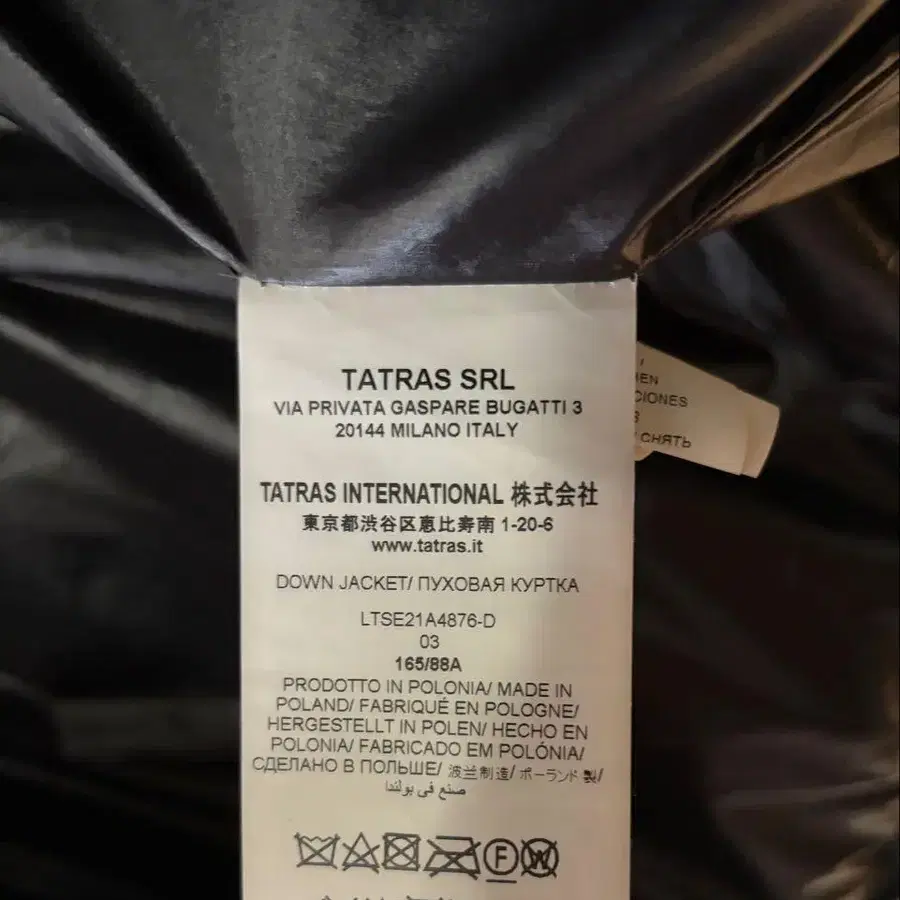 TATRAS SRL
VIA PRIVATA GASPARE BUGATTI 3
20144 MILANO ITALY
TATRAS INTERNATIONAL 株式会社
東京都渋谷区恵比寿南 1-20-6
www.tatras.it
DOWN JACKET/ ПУХОВАЯ КУРТКА
LTSE21A4876-D
03
165/88A
PRODOTTO IN POLONIA/ MADE IN
POLAND/ FABRIQUÉ EN POLOGNE/
HERGESTELLT IN POLEN/ HECHO EN
POLONIA/ FABRICADO EM POLÓNIA/
СДЕЛАНО В ПОЛЬШЕ/ 波兰制造/ ポーランド 製/
صنع في بولندا
F W
СНЯТЬ